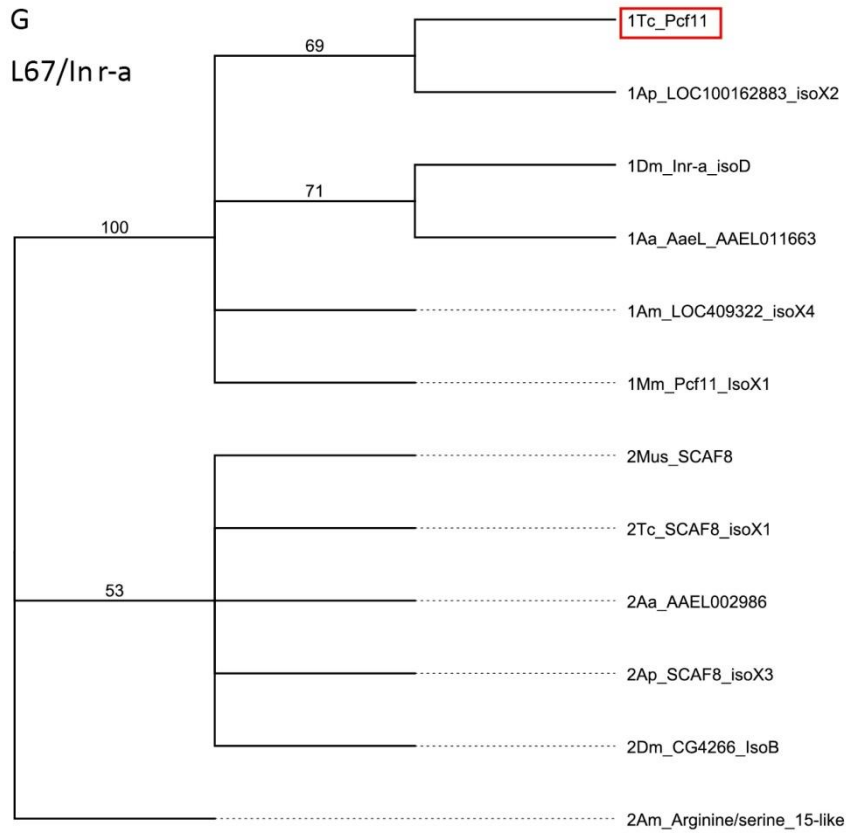 G
L67/Inr-a
69
1Tc_Pcf11
1Ap_LOC100162883_isoX2
71
1Dm_Inr-a_isoD
100
1Aa_AaeL_AAEL011663
1Am_LOC409322_isoX4
1Mm_Pcf11_IsoX1
2Mus_SCAF8
2Tc_SCAF8_isoX1
53
2Aa_AAEL002986
2Ap_SCAF8_isoX3
2Dm_CG4266_IsoB
2Am_Arginine/serine_15-like